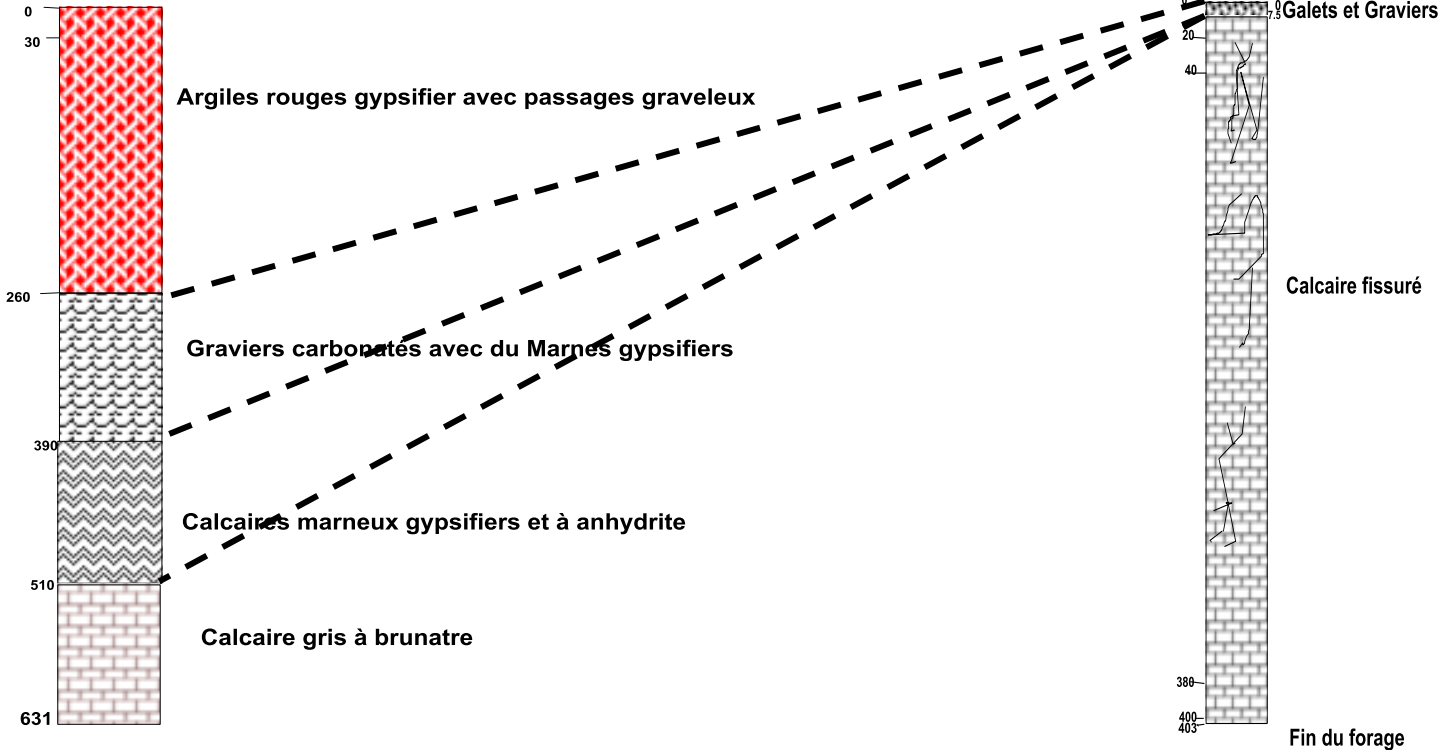 0
30
Argiles rouges gypsifier avec passages graveleux
260
Graviers carbonatés avec du Marnes gypsifiers
390
Calcaires marneux gypsifiers et à anhydrite
510
Calcaire gris à brunatre
631
0
Galets et Graviers
7.5
20
40
Calcaire fissuré
380
400
403
Fin du forage